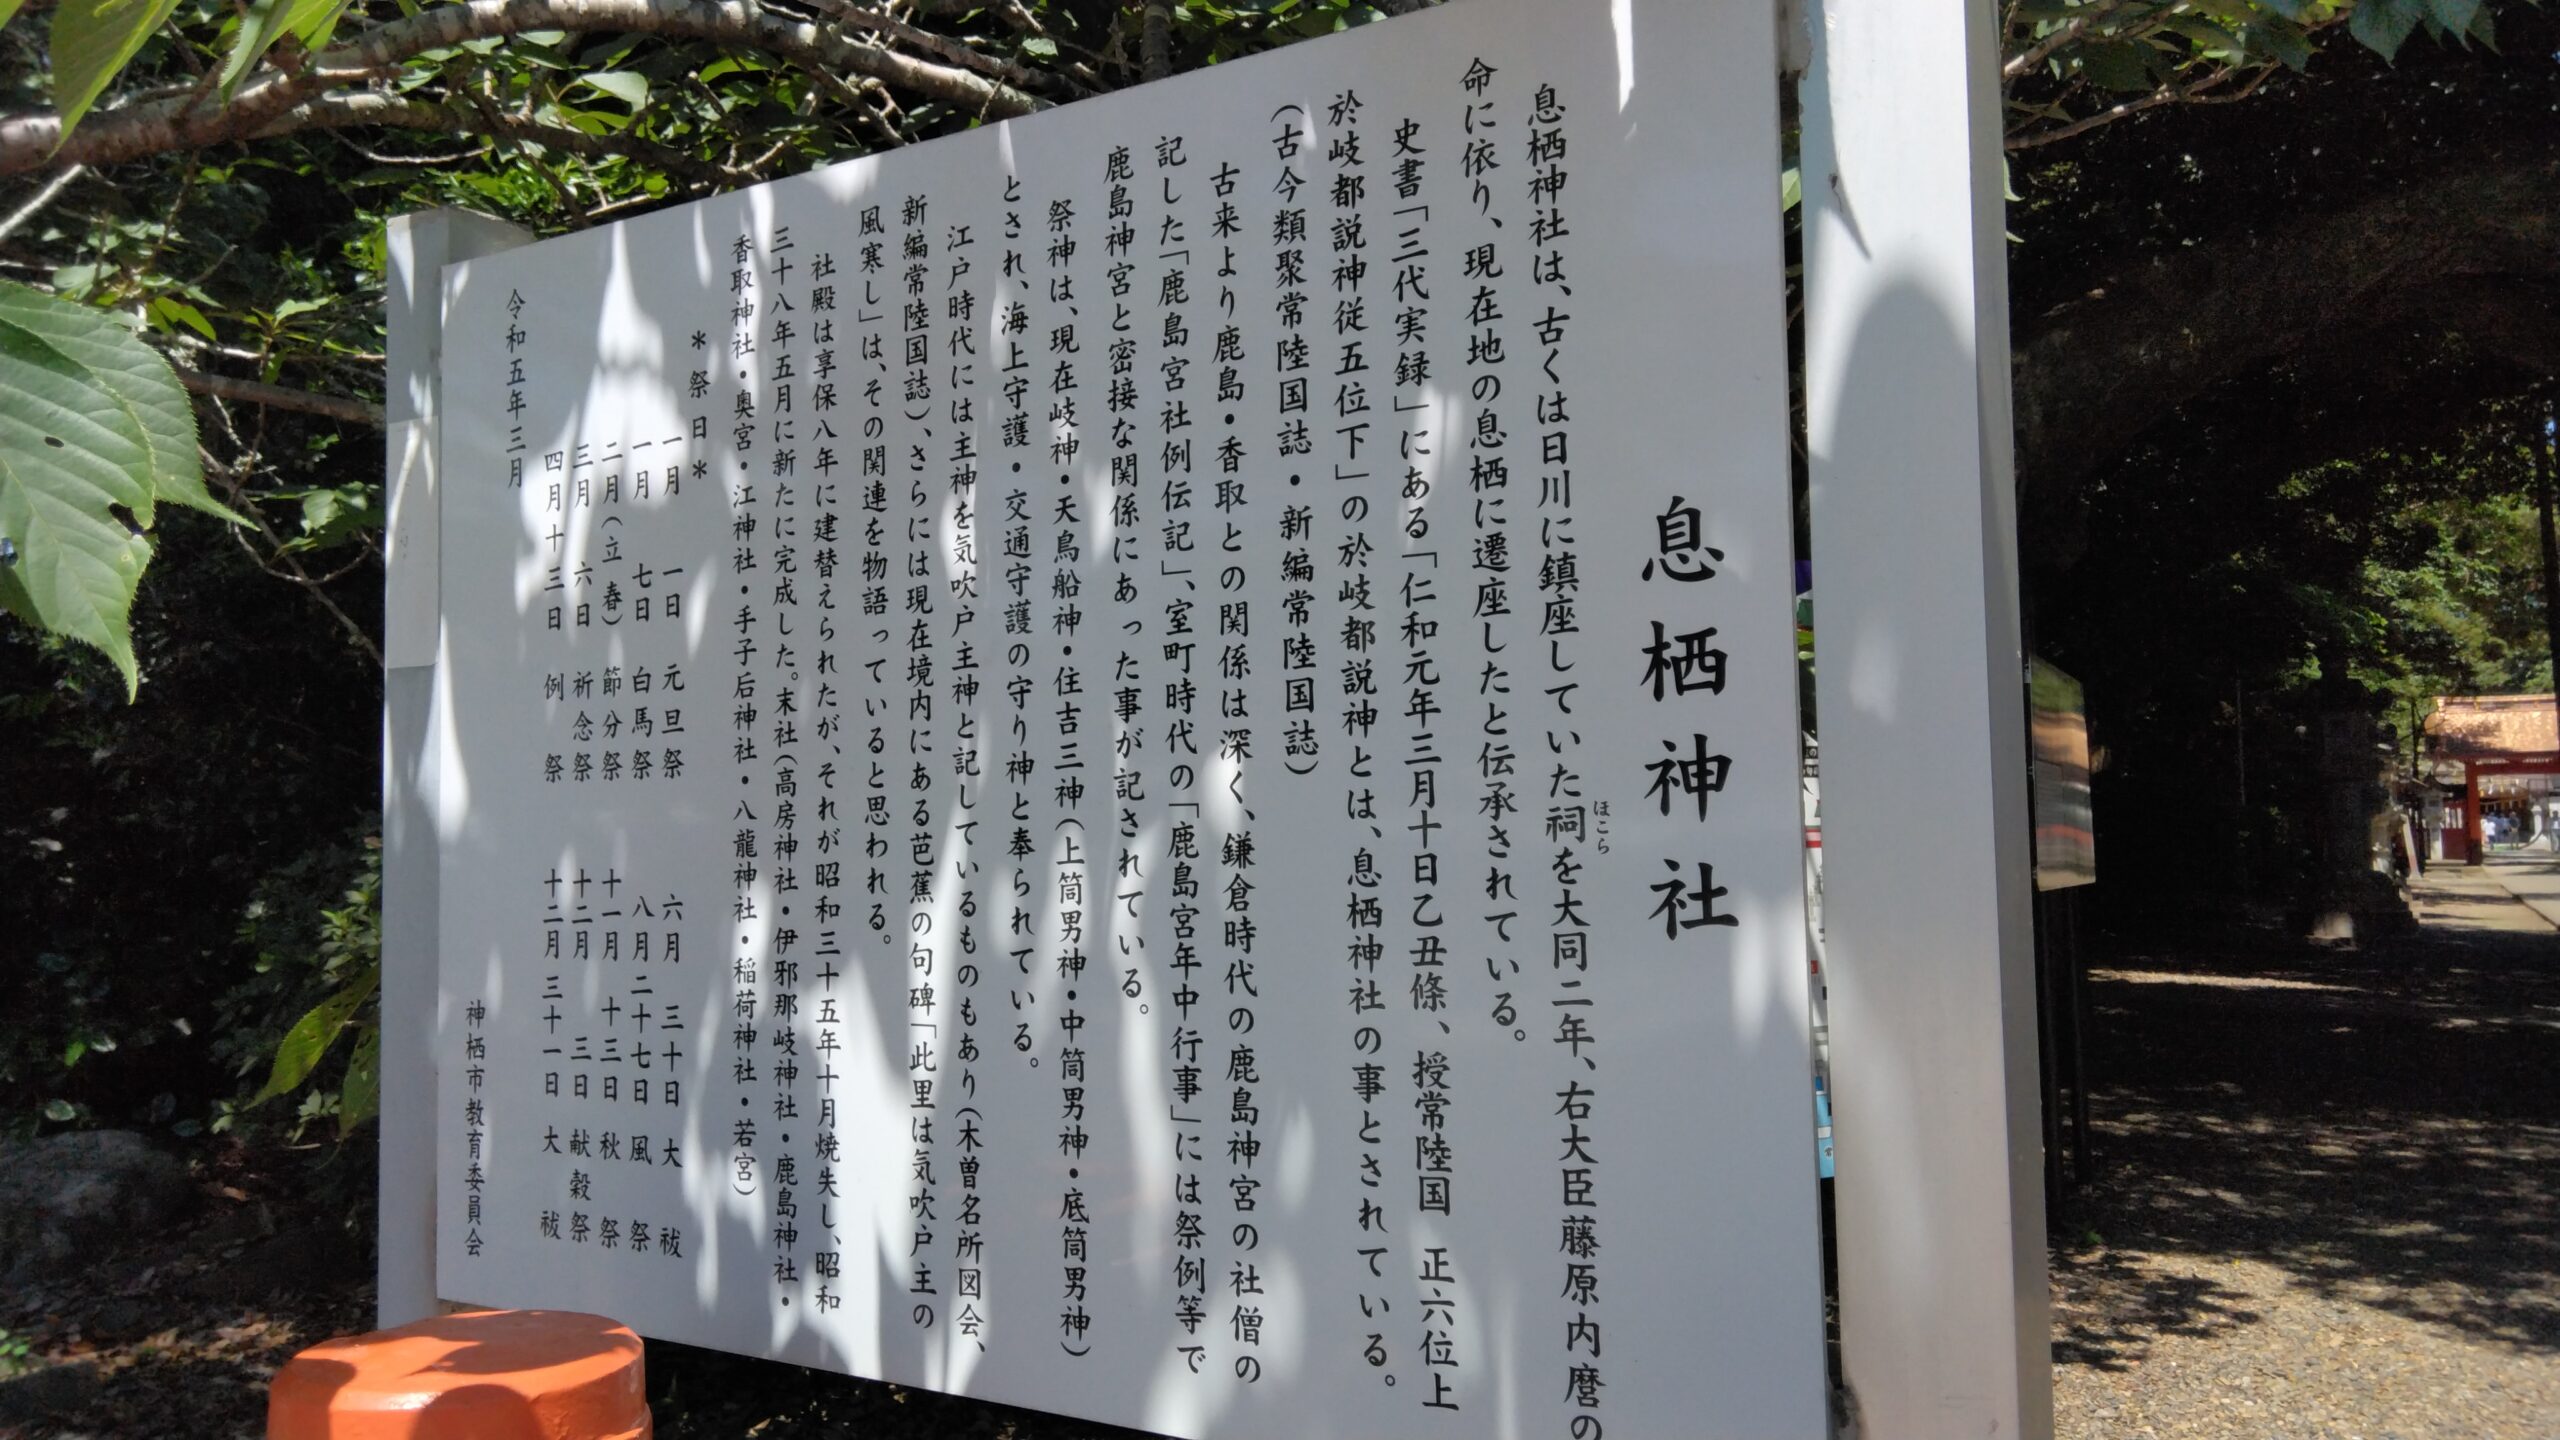 息栖神社
息栖神社は、古くは日川に鎮座していた祠を大同二年、右大臣藤原内麿の
ほこら
命に依り、現在地の息栖に遷座したと伝承されている。
史書「三代実録」にある「仁和元年三月十日乙丑條、授常陸国 正六位上
於岐都説神従五位下」の於岐都説神とは、息栖神社の事とされている。
(古今類聚常陸国誌・新編常陸国誌)
古来より鹿島・香取との関係は深く、鎌倉時代の鹿島神宮の社僧の
記した「鹿島宮社例伝記」、室町時代の「鹿島宮年中行事」には祭例等で
鹿島神宮と密接な関係にあった事が記されている。
祭神は、現在岐神・天鳥船神・住吉三神(上筒男神・中筒男神・底筒男神)
とされ、海上守護・交通守護の守り神と奉られている。
江戸時代には主神を気吹戸主神と記しているものもあり(木曽名所図会、
新編常陸国誌)、さらには現在境内にある芭蕉の句碑「此里は気吹戸主の
風寒し」は、その関連を物語っていると思われる。
社殿は享保八年に建替えられたが、それが昭和三十五年十月焼失し、昭和
三十八年五月に新たに完成した。末社(高房神社・伊邪那岐神社・鹿島神社・
香取神社・奥宮・江神社・手子后神社・八龍神社・稲荷神社・若宮)
*祭日*
一月 一日 元旦祭 六月 三十日 大祓
一月 七日 白馬祭 八月二十七日 風祭
二月(立春) 節分祭 十一月 十三日 秋祭
三月 六日 祈念祭 十二月 三日 献穀祭
四月十三日 例祭 十二月三十一日 大祓
令和五年三月
神栖市教育委員会